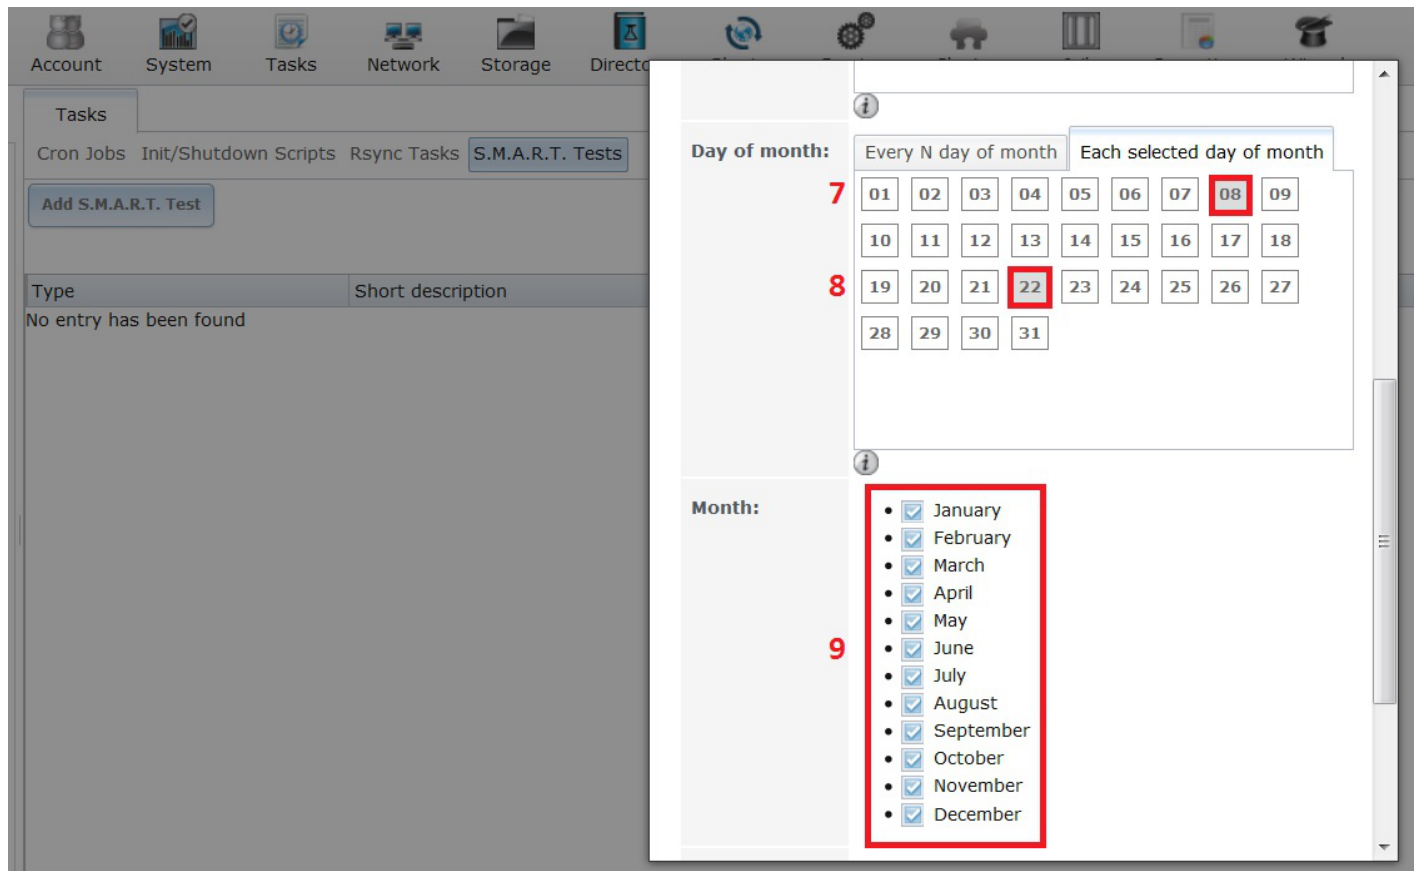 Account System Tasks Network Storage Directo
Tasks
Cron Jobs Init/Shutdown Scripts Rsync Tasks S.M.A.R.T. Tests
Add S.M.A.R.T. Test
Type Short description
No entry has been found
Day of month:
Every N day of month Each selected day of month
7 01 02 03 04 05 06 07 08 09
10 11 12 13 14 15 16 17 18
8 19 20 21 22 23 24 25 26 27
28 29 30 31
Month:
January
February
March
April
May
9 June
July
August
September
October
November
December